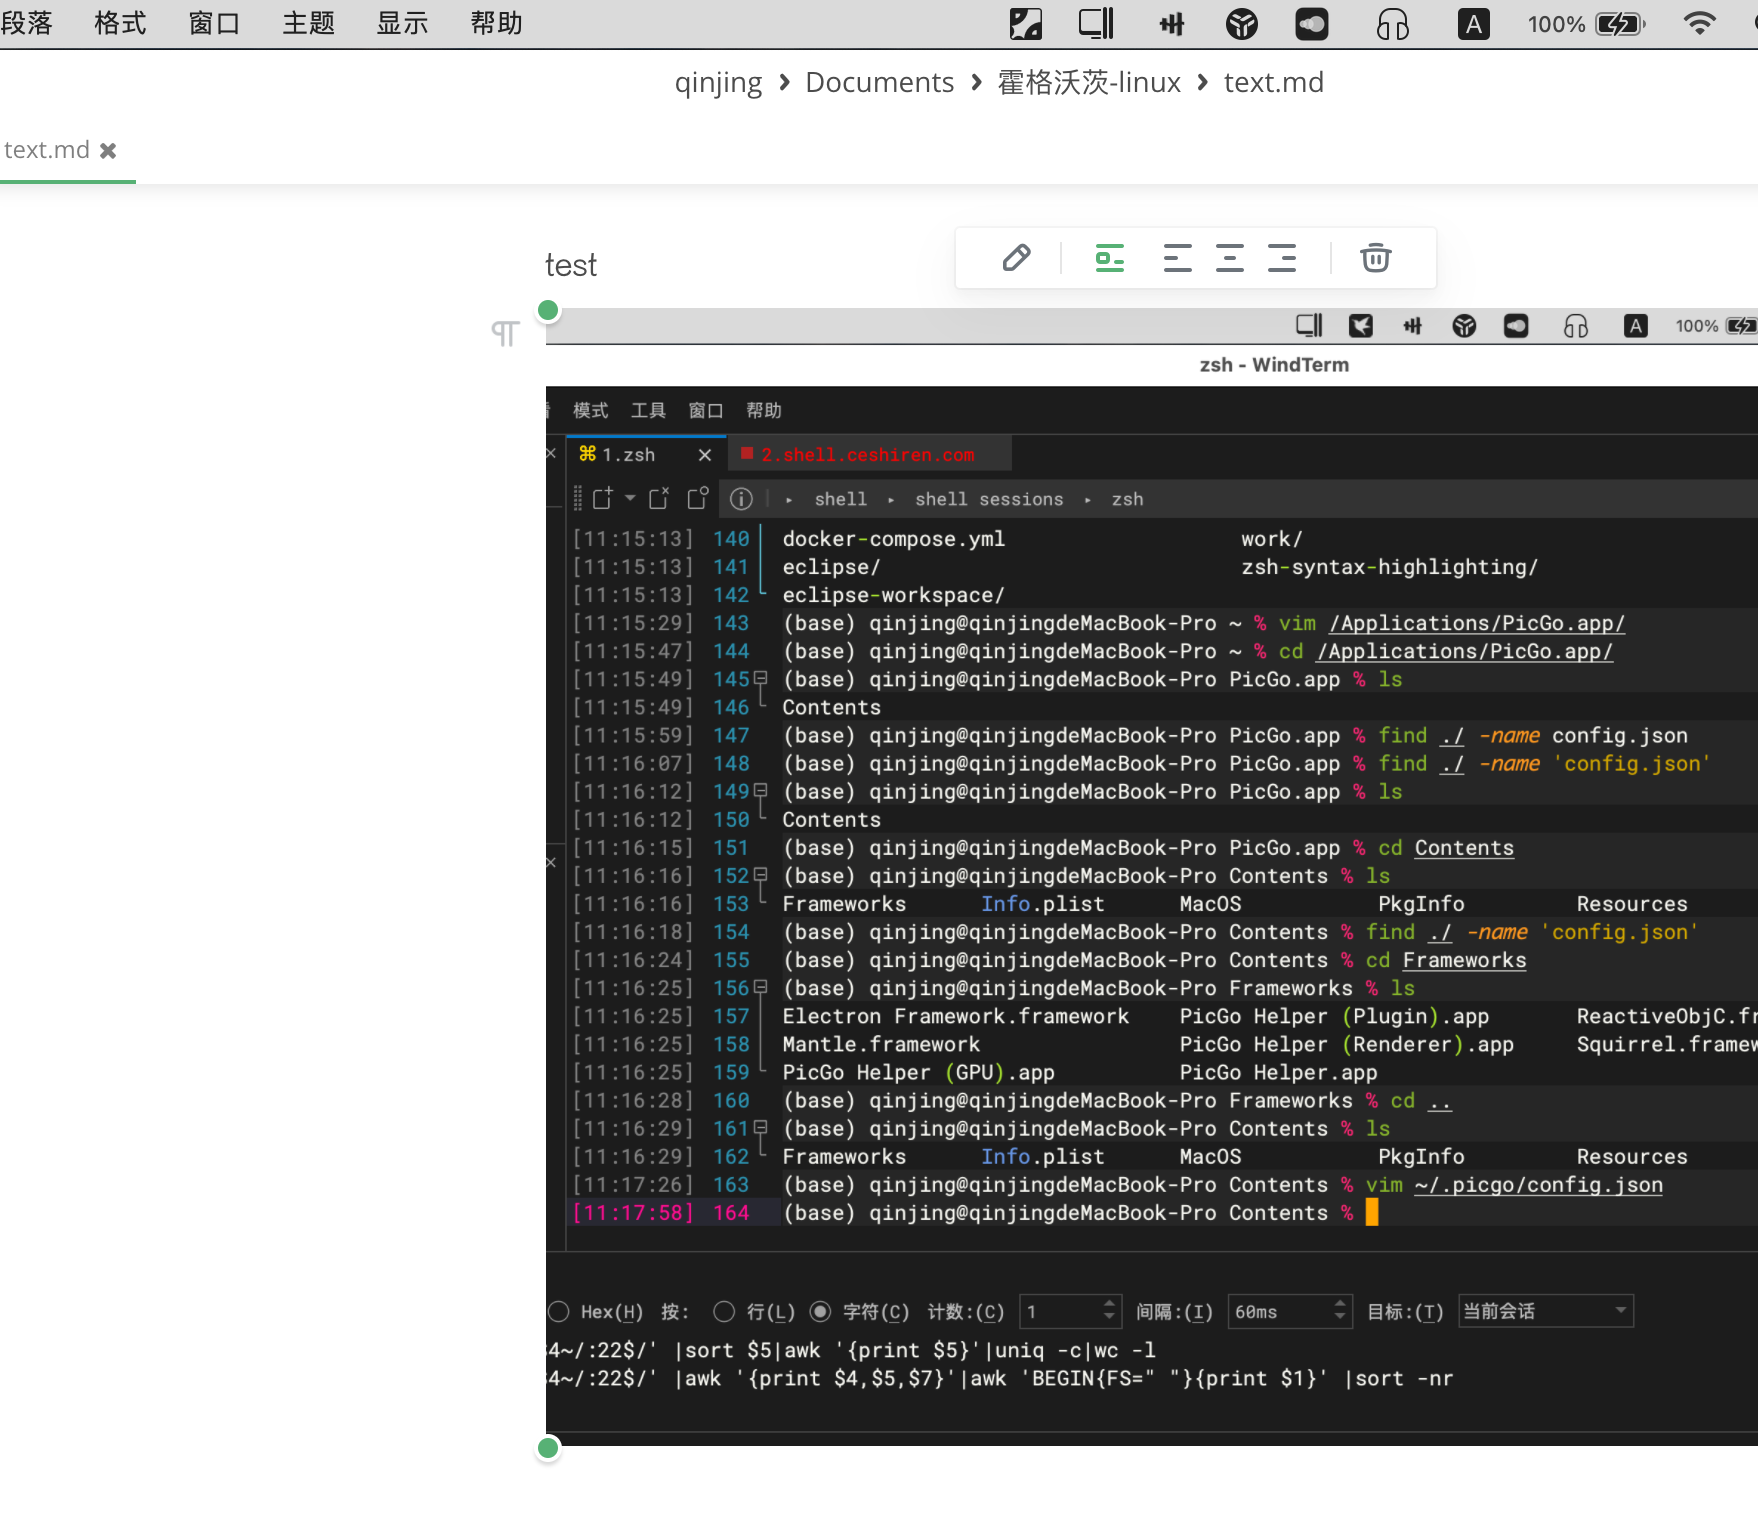 段落 格式 窗口 主题 显示 帮助 A 100%
qinjing > Documents > 霍格沃茨-linux > text.md
text.md
test
A 100%
zsh - WindTerm
模式 工具 窗口 帮助
1.zsh 2.shell.ceshiren.com
shell shell sessions zsh
[11:15:13] 140 docker-compose.yml work/
[11:15:13] 141 eclipse/ zsh-syntax-highlighting/
[11:15:13] 142 eclipse-workspace/
[11:15:29] 143 (base) qinjing@qinjingdeMacBook-Pro ~ % vim /Applications/PicGo.app/
[11:15:47] 144 (base) qinjing@qinjingdeMacBook-Pro ~ % cd /Applications/PicGo.app/
[11:15:49] 145 (base) qinjing@qinjingdeMacBook-Pro PicGo.app % ls
[11:15:49] 146 Contents
[11:15:59] 147 (base) qinjing@qinjingdeMacBook-Pro PicGo.app % find ./ -name config.json
[11:16:07] 148 (base) qinjing@qinjingdeMacBook-Pro PicGo.app % find ./ -name 'config.json'
[11:16:12] 149 (base) qinjing@qinjingdeMacBook-Pro PicGo.app % ls
[11:16:12] 150 Contents
[11:16:15] 151 (base) qinjing@qinjingdeMacBook-Pro PicGo.app % cd Contents
[11:16:16] 152 (base) qinjing@qinjingdeMacBook-Pro Contents % ls
[11:16:16] 153 Frameworks Info.plist MacOS PkgInfo Resources
[11:16:18] 154 (base) qinjing@qinjingdeMacBook-Pro Contents % find ./ -name 'config.json'
[11:16:24] 155 (base) qinjing@qinjingdeMacBook-Pro Contents % cd Frameworks
[11:16:25] 156 (base) qinjing@qinjingdeMacBook-Pro Frameworks % ls
[11:16:25] 157 Electron Framework.framework PicGo Helper (Plugin).app ReactiveObjC.fr
[11:16:25] 158 Mantle.framework PicGo Helper (Renderer).app Squirrel.framew
[11:16:25] 159 PicGo Helper (GPU).app PicGo Helper.app
[11:16:28] 160 (base) qinjing@qinjingdeMacBook-Pro Frameworks % cd ..
[11:16:29] 161 (base) qinjing@qinjingdeMacBook-Pro Contents % ls
[11:16:29] 162 Frameworks Info.plist MacOS PkgInfo Resources
[11:17:26] 163 (base) qinjing@qinjingdeMacBook-Pro Contents % vim ~/.picgo/config.json
[11:17:58] 164 (base) qinjing@qinjingdeMacBook-Pro Contents %
Hex(H) 按: 行(L) 字符(C) 计数:(C) 1 间隔:(I) 60ms 目标:(T) 当前会话
4~/:22$/' |sort $5|awk '{print $5}'|uniq -c|wc -l
4~/:22$/' |awk '{print $4,$5,$7}'|awk 'BEGIN{FS=" "}{print $1}' |sort -nr